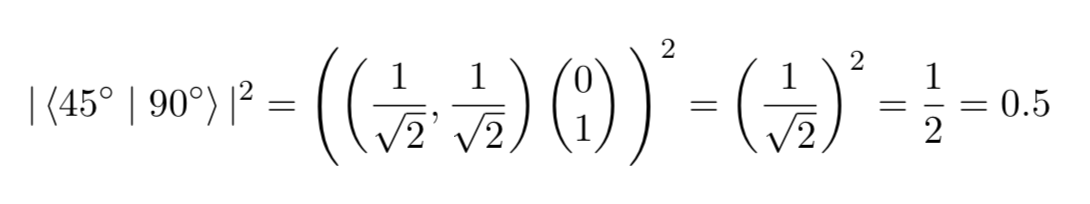 |⟨45° | 90°⟩|² = ((1/√2, 1/√2) (0 1))² = (1/√2)² = 1/2 = 0.5